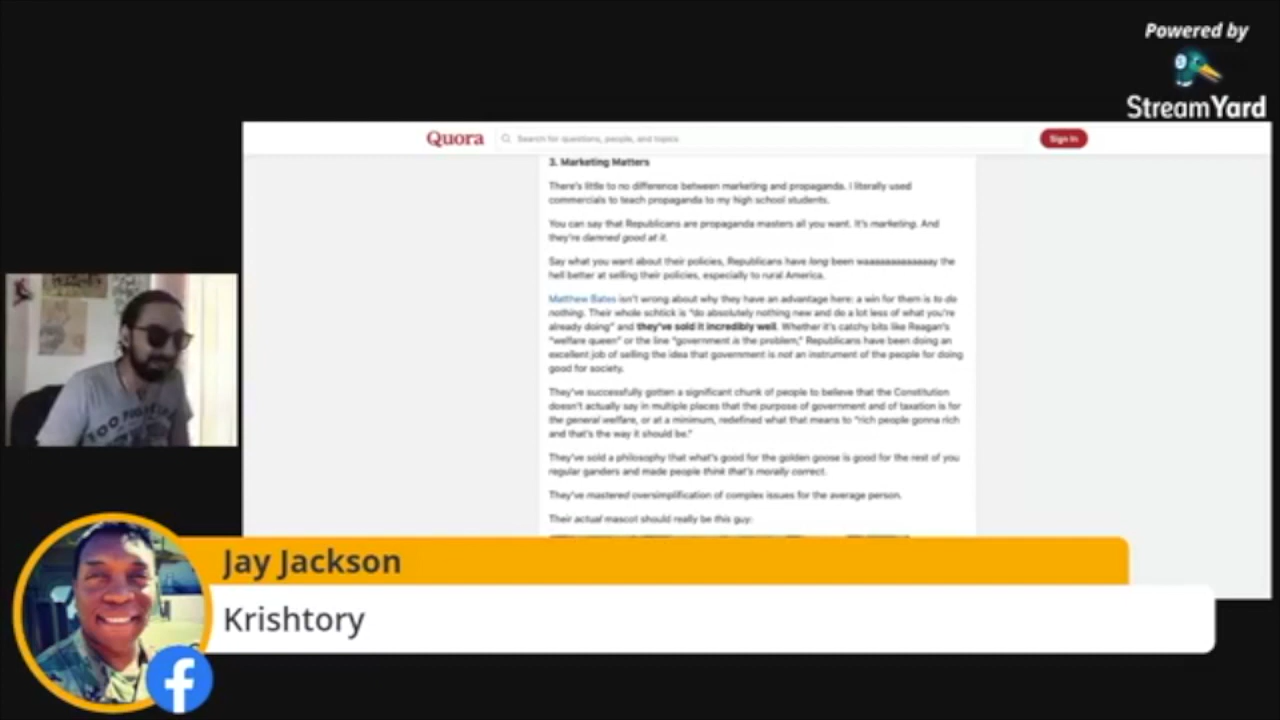 Powered by
StreamYard
Quora
Search for questions, people, and topics
Sign In
3. Marketing Matters
There's little to no difference between marketing and propaganda. I literally used
commercials to teach propaganda to my high school students.
You can say that Republicans are propaganda masters all you want. It's marketing. And
they're damned good at it.
Say what you want about their policies, Republicans have long been waaaaaaaaaaaaay the
hell better at selling their policies, especially to rural America.
Matthew Bates isn't wrong about why they have an advantage here: a win for them is to do
nothing. Their whole schtick is "do absolutely nothing new and do a lot less of what you're
already doing" and they've sold it incredibly well. Whether it's catchy bits like Reagan's
"welfare queen" or the line "government is the problem," Republicans have been doing an
excellent job of selling the idea that government is not an instrument of the people for doing
good for society.
They've successfully gotten a significant chunk of people to believe that the Constitution
doesn't actually say in multiple places that the purpose of government and of taxation is for
the general welfare, or at a minimum, redefined what that means to "rich people gonna rich
and that's the way it should be."
They've sold a philosophy that what's good for the golden goose is good for the rest of you
regular ganders and made people think that's morally correct.
They've mastered oversimplification of complex issues for the average person.
Their actual mascot should really be this guy:
100
Jay Jackson
Krishtory